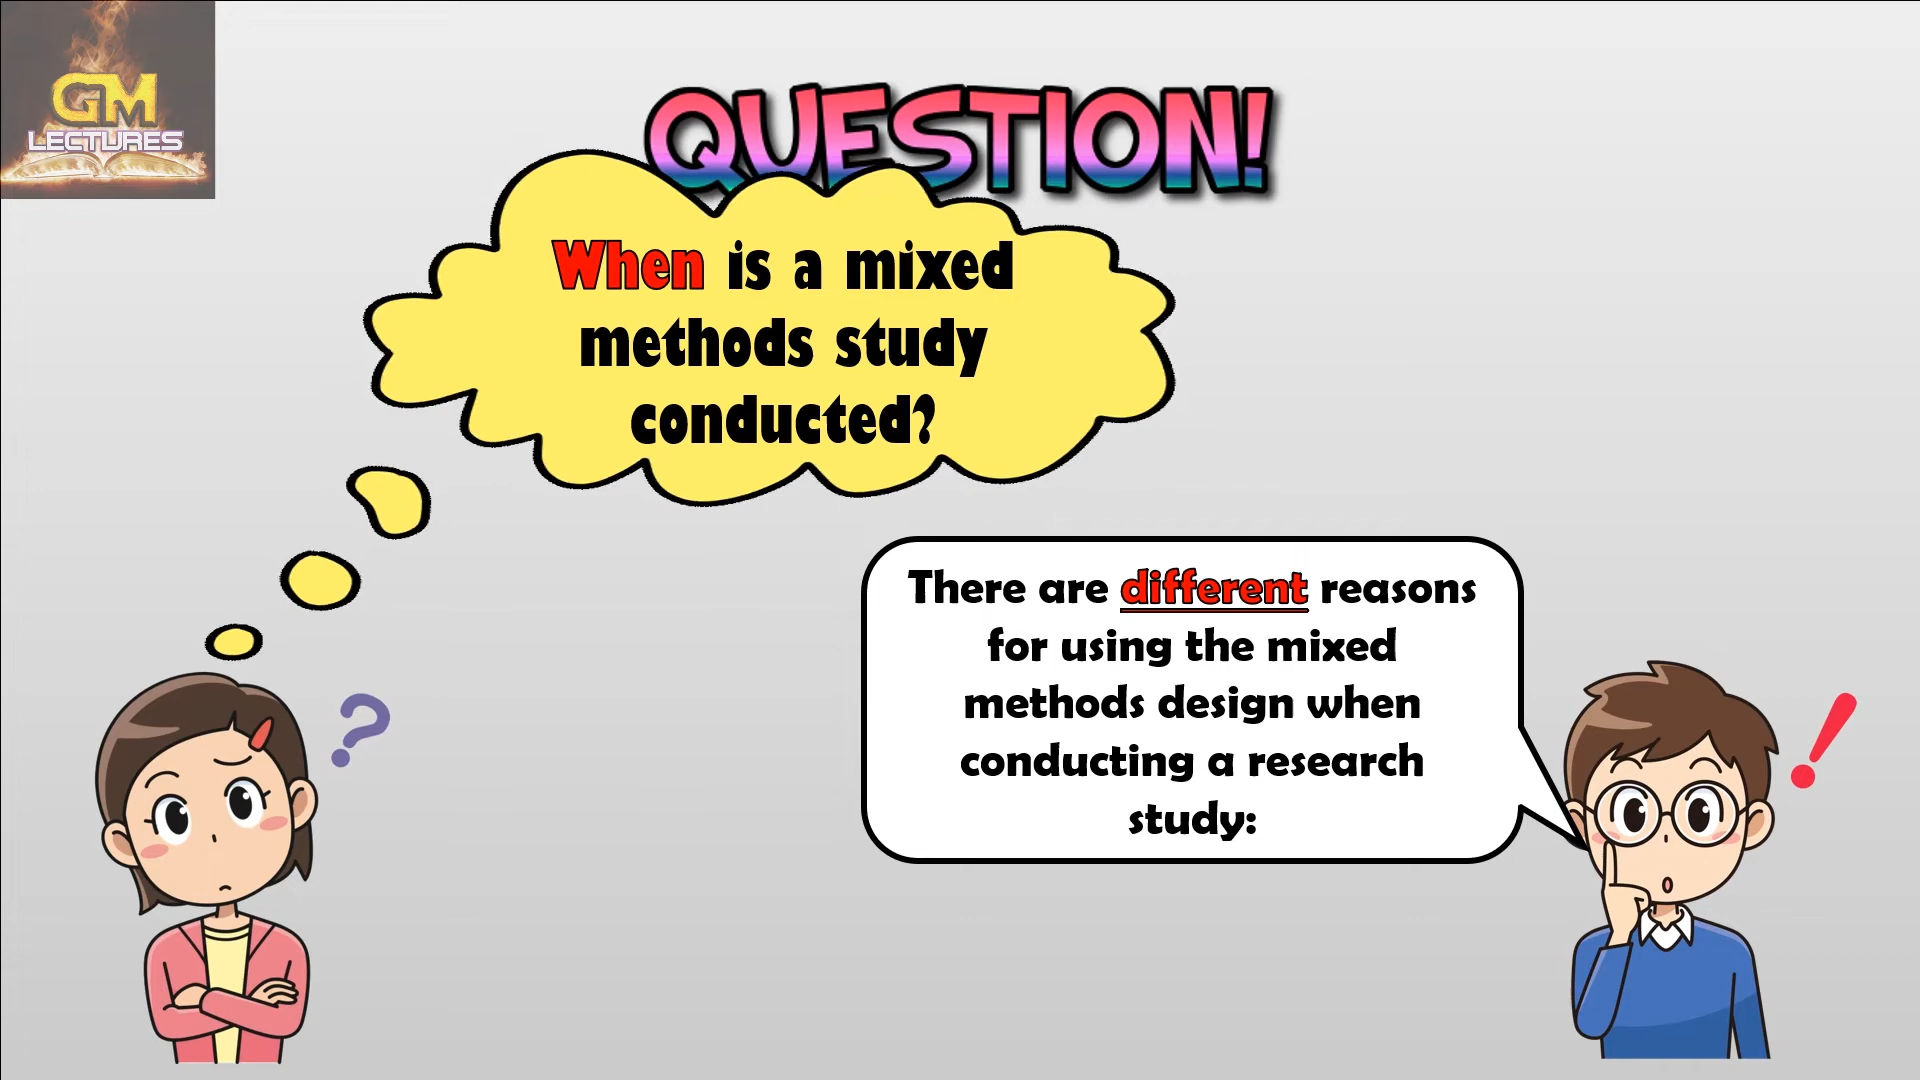 GM
LECTURES
QUESTION!
When is a mixed
methods study
conducted?
?
There are different reasons
for using the mixed
methods design when
conducting a research
study:
!